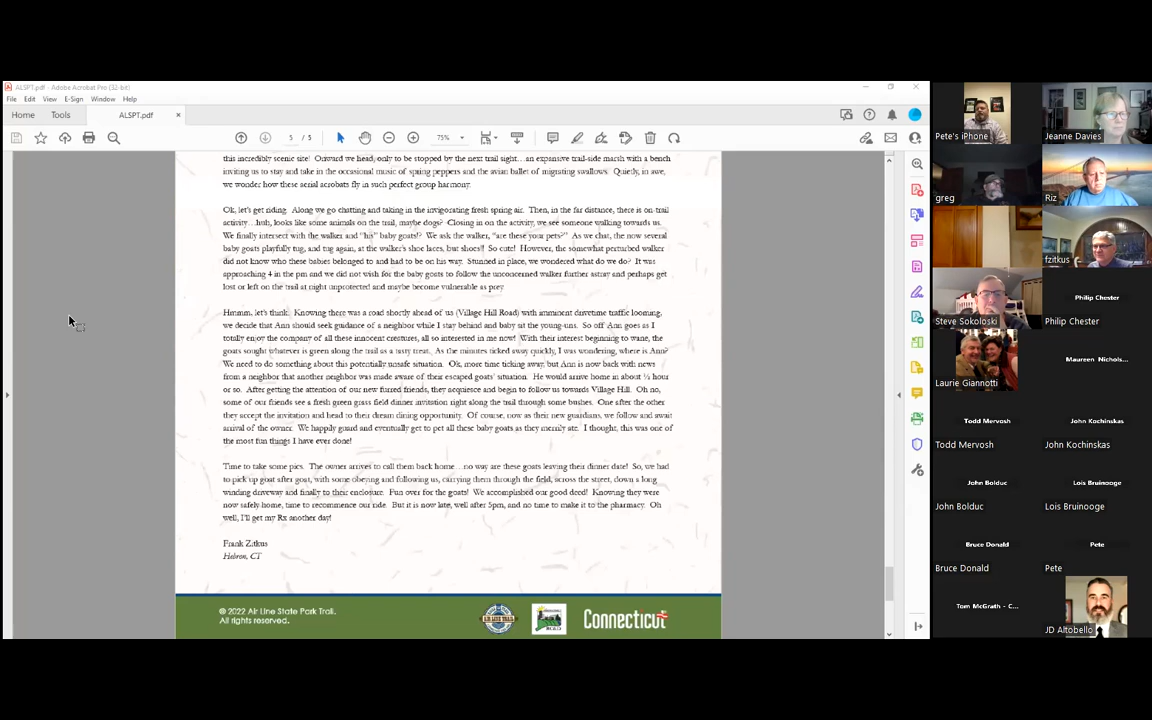 ALSPT.pdf - Adobe Acrobat Pro (32-bit)
File Edit View E-Sign Window Help
Home Tools ALSPT.pdf ×
5 / 5 75%
this incredibly scenic site! Onward we head, only to be stopped by the next trail sight…an expansive trail-side marsh with a bench
inviting us to stay and take in the occasional music of spring peppers and the avian ballet of migrating swallows. Quietly, in awe,
we wonder how these aerial acrobats fly in such perfect group harmony.
Ok, let's get riding. Along we go chatting and taking in the invigorating fresh spring air. Then, in the far distance, there is on-trail
activity…huh, looks like some animals on the trail, maybe dogs? Closing in on the activity, we see someone walking towards us.
We finally intersect with the walker and "his" baby goats!? We ask the walker, "are these your pets?" As we chat, the now several
baby goats playfully tug, and tug again, at the walker's shoe laces, but shoes!! So cute! However, the somewhat perturbed walker
did not know who these babies belonged to and had to be on his way. Stunned in place, we wondered what do we do? It was
approaching 4 in the pm and we did not wish for the baby goats to follow the unconcerned walker further astray and perhaps get
lost or left on the trail at night unprotected and maybe become vulnerable as prey
Hmmm, let's think. Knowing there was a road shortly ahead of us (Village Hill Road) with imminent drivetime traffic looming,
we decide that Ann should seek guidance of a neighbor while I stay behind and baby sit the young-uns. So off Ann goes as I
totally enjoy the company of all these innocent creatures, all so interested in me now! With their interest beginning to wane, the
goats sought whatever is green along the trail as a tasty treat. As the minutes ticked away quickly, I was wondering, where is Ann?
We need to do something about this potentially unsafe situation. Ok, more time ticking away, but Ann is now back with news
from a neighbor that another neighbor was made aware of their escaped goats' situation. He would arrive home in about ½ hour
or so. After getting the attention of our new furred friends, they acquiesce and begin to follow us towards Village Hill. Oh no,
some of our friends see a fresh green grass field dinner invitation right along the trail through some bushes. One after the other
they accept the invitation and head to their dream dining opportunity. Of course, now as their new guardians, we follow and await
arrival of the owner. We happily guard and eventually get to pet all these baby goats as they merrily ate. I thought, this was one of
the most fun things I have ever done!
Time to take some pics. The owner arrives to call them back home…no way are these goats leaving their dinner date! So, we had
to pick up goat after goat, with some obeying and following us, carrying them through the field, across the street, down a long
winding driveway and finally to their enclosure. Fun over for the goats! We accomplished our good deed! Knowing they were
now safely home, time to recommence our ride. But it is now late, well after 5pm, and no time to make it to the pharmacy. Oh
well, I'll get my Rx another day!
Frank Zitkus
Hebron, CT
© 2022 Air Line State Park Trail.
All rights reserved.
AIR LINE TRAIL
Connecticut
Pete's iPhone
Jeanne Davies
greg
Riz
fzitkus
Steve Sokoloski
Philip Chester
Philip Chester
Laurie Giannotti
Maureen Nichols...
Todd Mervosh
Todd Mervosh
John Kochinskas
John Kochinskas
John Bolduc
John Bolduc
Lois Bruinooge
Lois Bruinooge
Bruce Donald
Bruce Donald
Pete
Pete
Tom McGrath - C...
JD Altobello